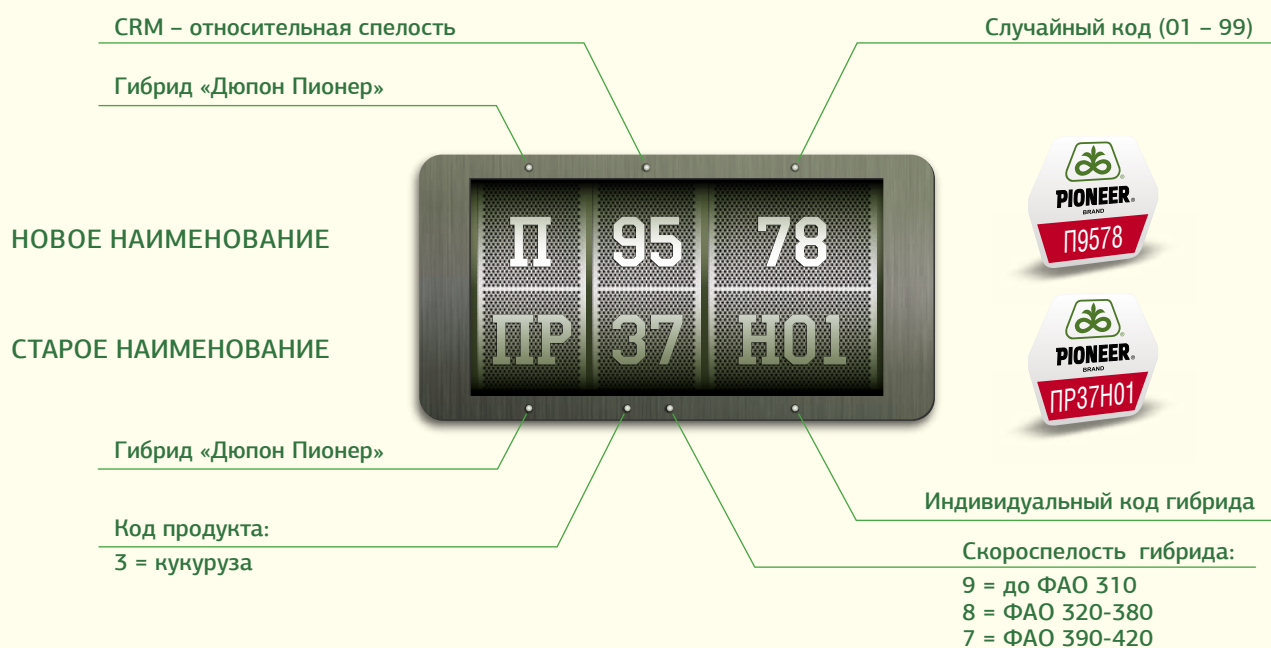 CRM – относительная спелость
Случайный код (01 – 99)
Гибрид «Дюпон Пионер»
НОВОЕ НАИМЕНОВАНИЕ
П 95 78
PIONEER®
BRAND
П9578
СТАРОЕ НАИМЕНОВАНИЕ
ПР 37 Н01
PIONEER®
BRAND
ПР37Н01
Гибрид «Дюпон Пионер»
Индивидуальный код гибрида
Код продукта:
3 = кукуруза
Скороспелость гибрида:
9 = до ФАО 310
8 = ФАО 320-380
7 = ФАО 390-420